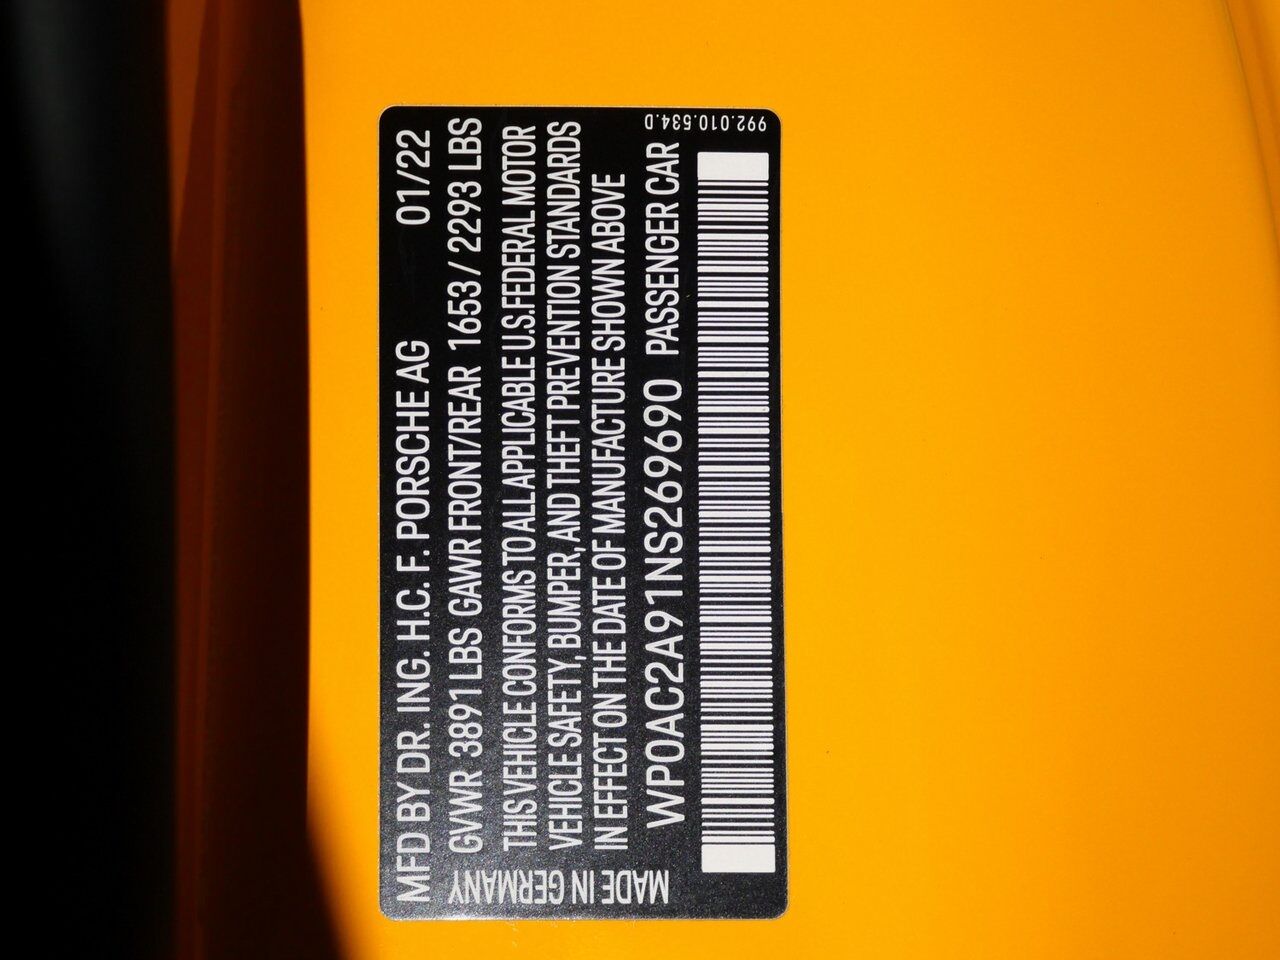 MFD BY DR. ING. H.C. F. PORSCHE AG 01/22
GVWR 3891 LBS GAWR FRONT/REAR 1653 / 2293 LBS
THIS VEHICLE CONFORMS TO ALL APPLICABLE U.S. FEDERAL MOTOR
VEHICLE SAFETY, BUMPER, AND THEFT PREVENTION STANDARDS
IN EFFECT ON THE DATE OF MANUFACTURE SHOWN ABOVE
WP0AC2A91NS269690 PASSENGER CAR
MADE IN GERMANY
992.010.534.D